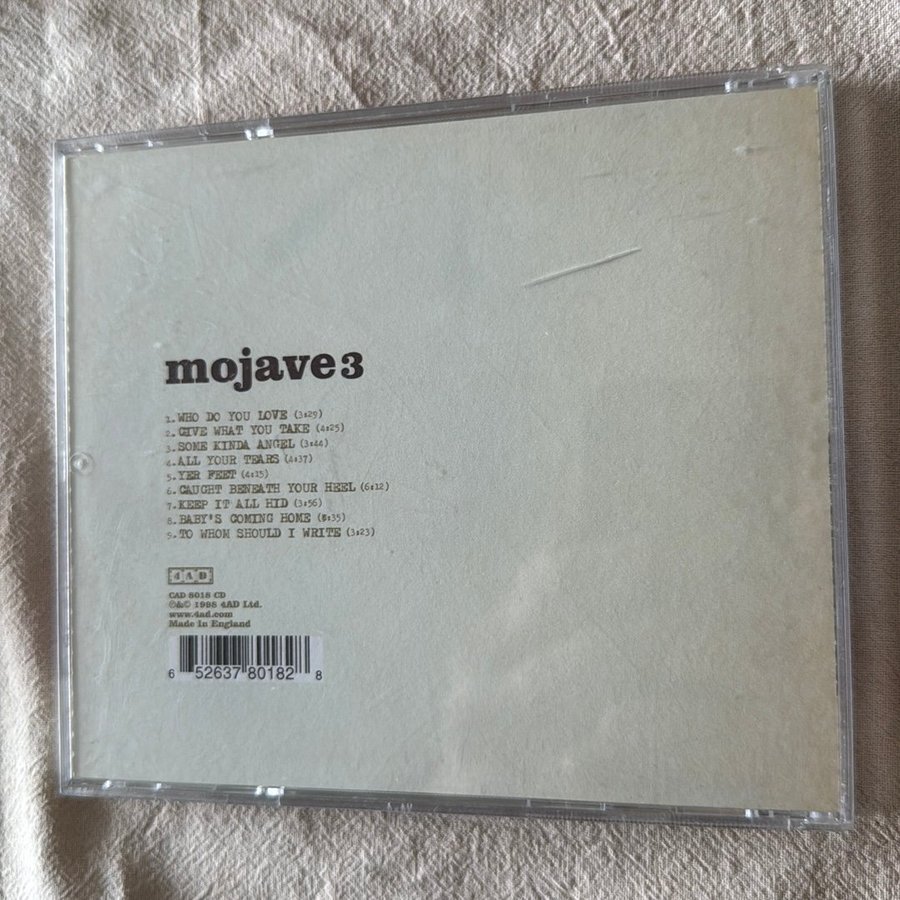 mojave 3
1. WHO DO YOU LOVE (3:29)
2. GIVE WHAT YOU TAKE (4:25)
3. SOME KINDA ANGEL (3:44)
4. ALL YOUR TEARS (4:37)
5. YER FEET (4:15)
6. CAUGHT BENEATH YOUR HEEL (6:12)
7. KEEP IT ALL HID (3:56)
8. BABY'S COMING HOME (5:35)
9. TO WHOM SHOULD I WRITE (3:23)
4AD
CAD 8018 CD
℗&© 1998 4AD Ltd.
www.4ad.com
Made in England
6 52637 80182 8